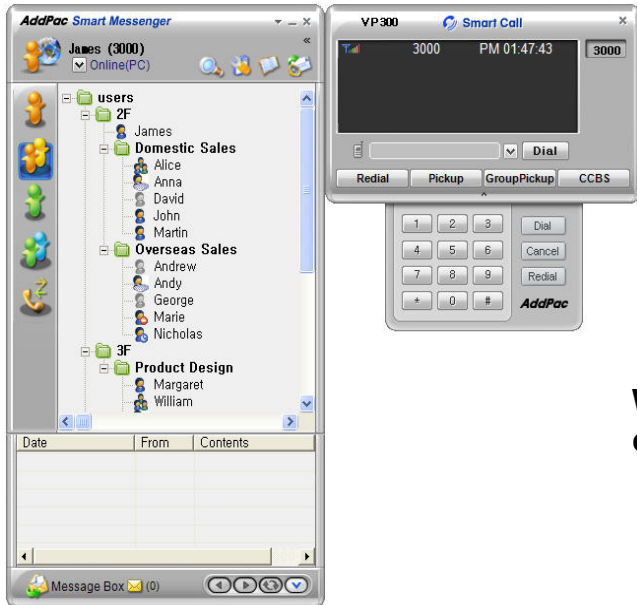 AddPac Smart Messenger
James (3000)
Online(PC)
users
2F
James
Domestic Sales
Alice
Anna
David
John
Martin
Overseas Sales
Andrew
Andy
George
Marie
Nicholas
3F
Product Design
Margaret
William
Date From Contents
Message Box (0)
VP300 Smart Call
3000 PM 01:47:43 3000
Dial
Redial Pickup GroupPickup CCBS
1 2 3 Dial
4 5 6 Cancel
7 8 9 Redial
* 0 # AddPac